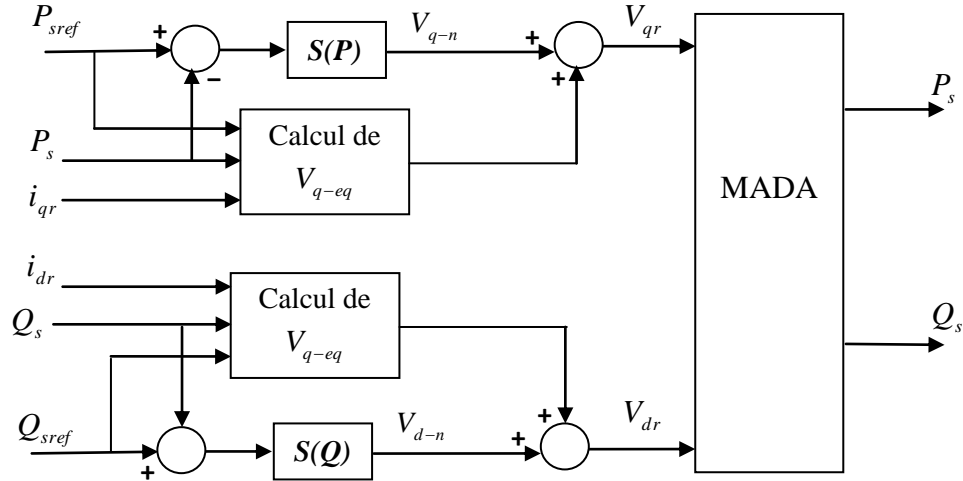 P_sref
+
−
S(P)
V_q−n
+
+
V_qr
P_s
Calcul de
V_q−eq
i_qr
MADA
P_s
Q_s
i_dr
Q_s
Calcul de
V_q−eq
Q_sref
+
S(Q)
V_d−n
+
+
V_dr